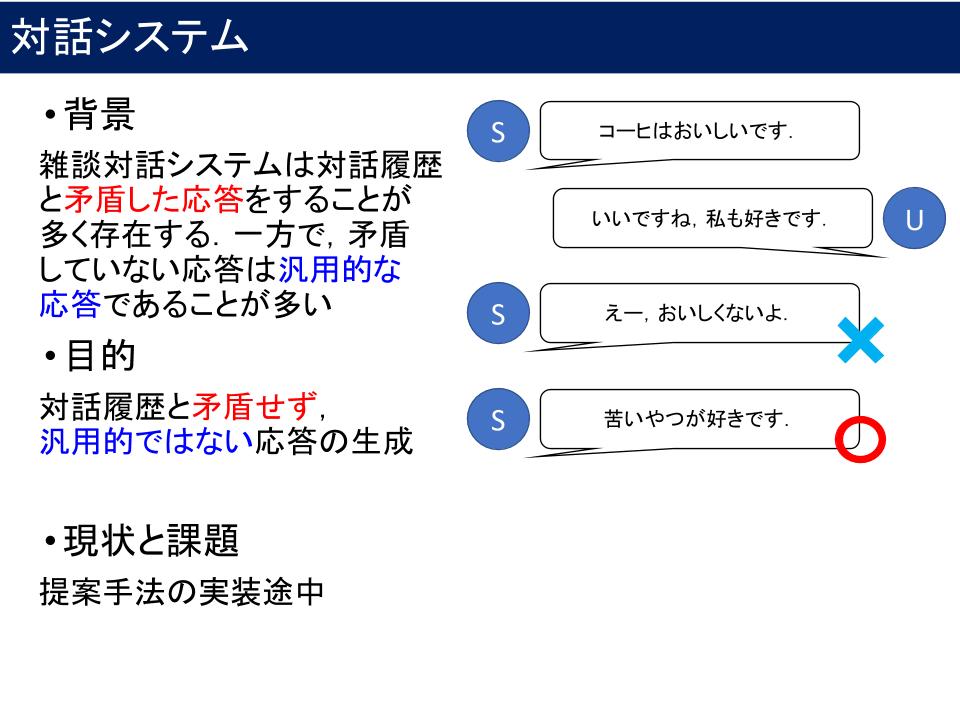 対話システム
•背景
雑談対話システムは対話履歴
と矛盾した応答をすることが
多く存在する．一方で，矛盾
していない応答は汎用的な
応答であることが多い
•目的
対話履歴と矛盾せず，
汎用的ではない応答の生成
•現状と課題
提案手法の実装途中
S
コーヒはおいしいです．
いいですね，私も好きです．
U
S
えー，おいしくないよ．
S
苦いやつが好きです．